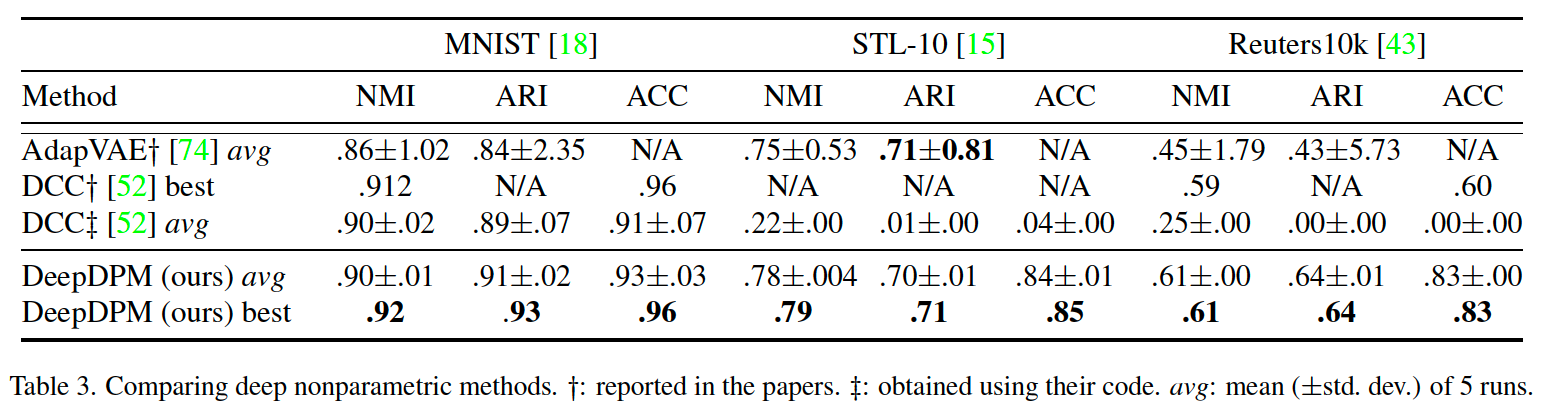 MNIST [18] STL-10 [15] Reuters10k [43]
Method NMI ARI ACC NMI ARI ACC NMI ARI ACC
AdapVAE† [74] avg .86±1.02 .84±2.35 N/A .75±0.53 .71±0.81 N/A .45±1.79 .43±5.73 N/A
DCC† [52] best .912 N/A .96 N/A N/A N/A .59 N/A .60
DCC‡ [52] avg .90±.02 .89±.07 .91±.07 .22±.00 .01±.00 .04±.00 .25±.00 .00±.00 .00±.00
DeepDPM (ours) avg .90±.01 .91±.02 .93±.03 .78±.004 .70±.01 .84±.01 .61±.00 .64±.01 .83±.00
DeepDPM (ours) best .92 .93 .96 .79 .71 .85 .61 .64 .83
Table 3. Comparing deep nonparametric methods. †: reported in the papers. ‡: obtained using their code. avg: mean (±std. dev.) of 5 runs.